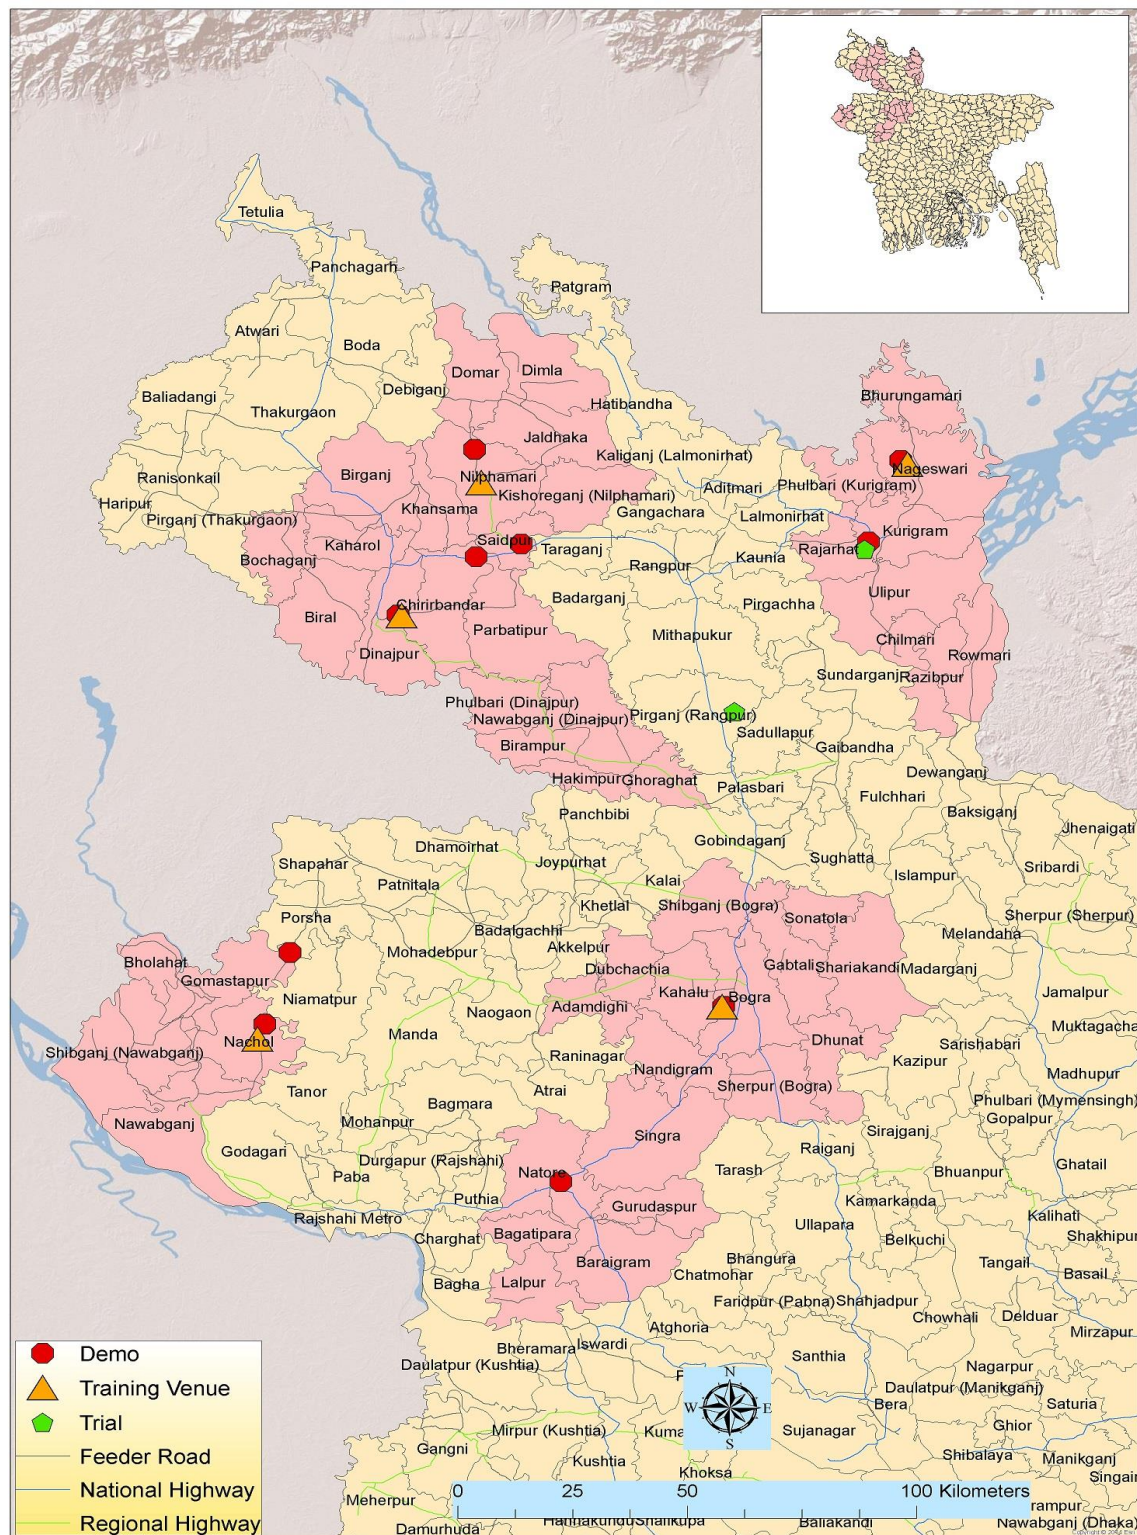 Tetulia
Panchagarh
Patgram
Atwari
Boda
Domar
Dimla
Debiganj
Baliadangi
Thakurgaon
Hatibandha
Bhurungamari
Jaldhaka
Kaliganj (Lalmonirhat)
Birganj
Nilphamari
Nageswari
Ranisonkail
Kishoreganj (Nilphamari)
Aditmari
Phulbari (Kurigram)
Haripur
Khansama
Gangachara
Lalmonirhat
Pirganj (Thakurgaon)
Kurigram
Kaharol
Saidpur
Taraganj
Rajarhat
Bochaganj
Rangpur
Kaunia
Ulipur
Badarganj
Pirgachha
Chirirbandar
Biral
Parbatipur
Mithapukur
Chilmari
Dinajpur
Rowmari
Sundarganj
Razibpur
Phulbari (Dinajpur)
Nawabganj (Dinajpur)
Pirganj (Rangpur)
Sadullapur
Birampur
Gaibandha
Hakimpur
Ghoraghat
Dewanganj
Palasbari
Fulchhari
Panchbibi
Baksiganj
Jhenaigati
Gobindaganj
Dhamoirhat
Shapahar
Joypurhat
Sughatta
Sribardi
Patnitala
Kalai
Islampur
Khetlal
Shibganj (Bogra)
Porsha
Sonatola
Sherpur (Sherpur)
Badalgachhi
Melandaha
Mohadebpur
Akkelpur
Bholahat
Dubchachia
Gabtali
Shariakandi
Madarganj
Gomastapur
Kahalu
Bogra
Jamalpur
Niamatpur
Adamdighi
Naogaon
Muktagacha
Manda
Nachol
Dhunat
Sarishabari
Shibganj (Nawabganj)
Raninagar
Kazipur
Nandigram
Madhupur
Sherpur (Bogra)
Tanor
Atrai
Bagmara
Phulbari (Mymensingh)
Gopalpur
Nawabganj
Mohanpur
Singra
Sirajganj
Godagari
Raiganj
Durgapur (Rajshahi)
Ghatail
Natore
Tarash
Bhuanpur
Paba
Puthia
Kamarkanda
Gurudaspur
Rajshahi Metro
Ullapara
Kalihati
Charghat
Bagatipara
Belkuchi
Shakhipur
Baraigram
Bhangura
Tangail
Chatmohar
Basail
Bagha
Lalpur
Faridpur (Pabna)
Shahjadpur
Chowhali
Delduar
Atghoria
Mirzapur
Bheramara
Iswardi
Daulatpur (Kushtia)
Santhia
Nagarpur
Daulatpur (Manikganj)
Bera
Saturia
Mirpur (Kushtia)
Sujanagar
Ghior
Gangni
Shibalaya
Manikganj
Kushtia
Khoksa
Singair
Meherpur
Damurhuda
Shailkupa
Baliakandi
Nawabganj (Dhaka)
N
W
E
S
0
25
50
100 Kilometers
Demo
Training Venue
Trial
Feeder Road
National Highway
Regional Highway